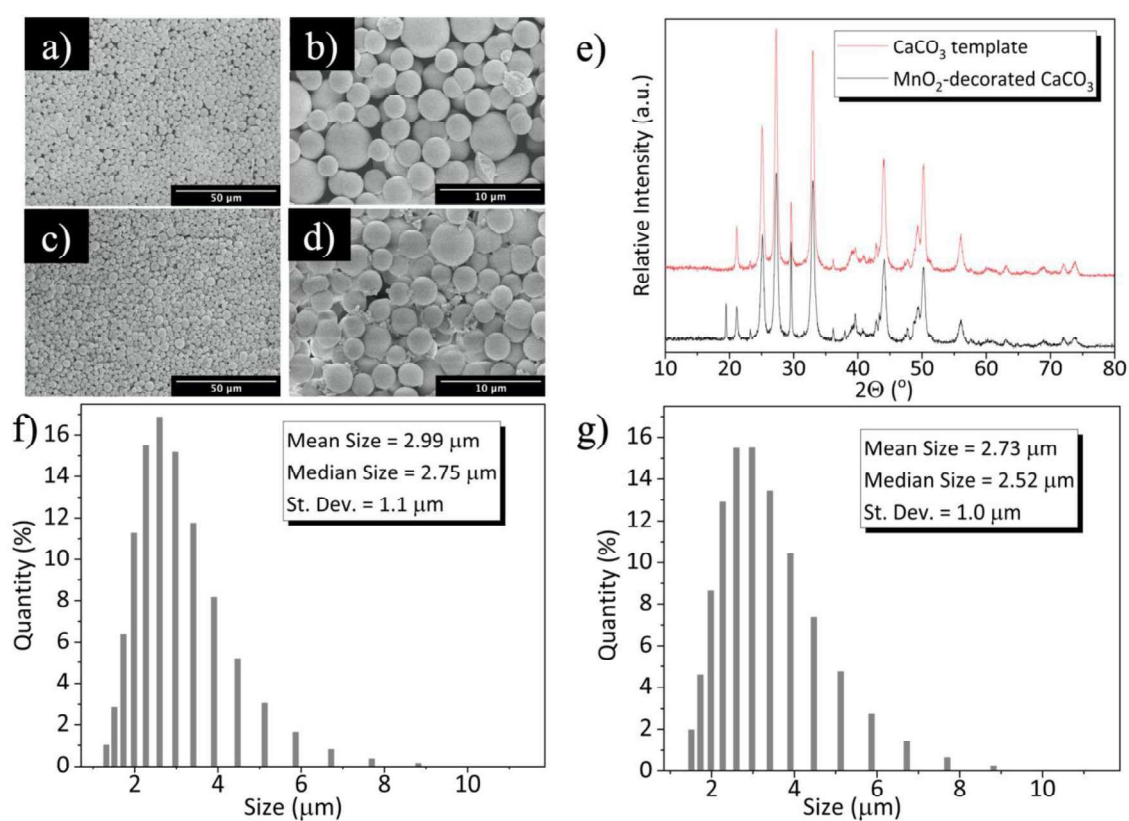 a)
50 µm
b)
10 µm
c)
50 µm
d)
10 µm
e)
CaCO₃ template
MnO₂-decorated CaCO₃
Relative Intensity (a.u.)
10 20 30 40 50 60 70 80
2Θ (°)
f)
Mean Size = 2.99 µm
Median Size = 2.75 µm
St. Dev. = 1.1 µm
Quantity (%)
16
14
12
10
8
6
4
2
0
2 4 6 8 10
Size (µm)
g)
Mean Size = 2.73 µm
Median Size = 2.52 µm
St. Dev. = 1.0 µm
Quantity (%)
16
14
12
10
8
6
4
2
0
2 4 6 8 10
Size (µm)